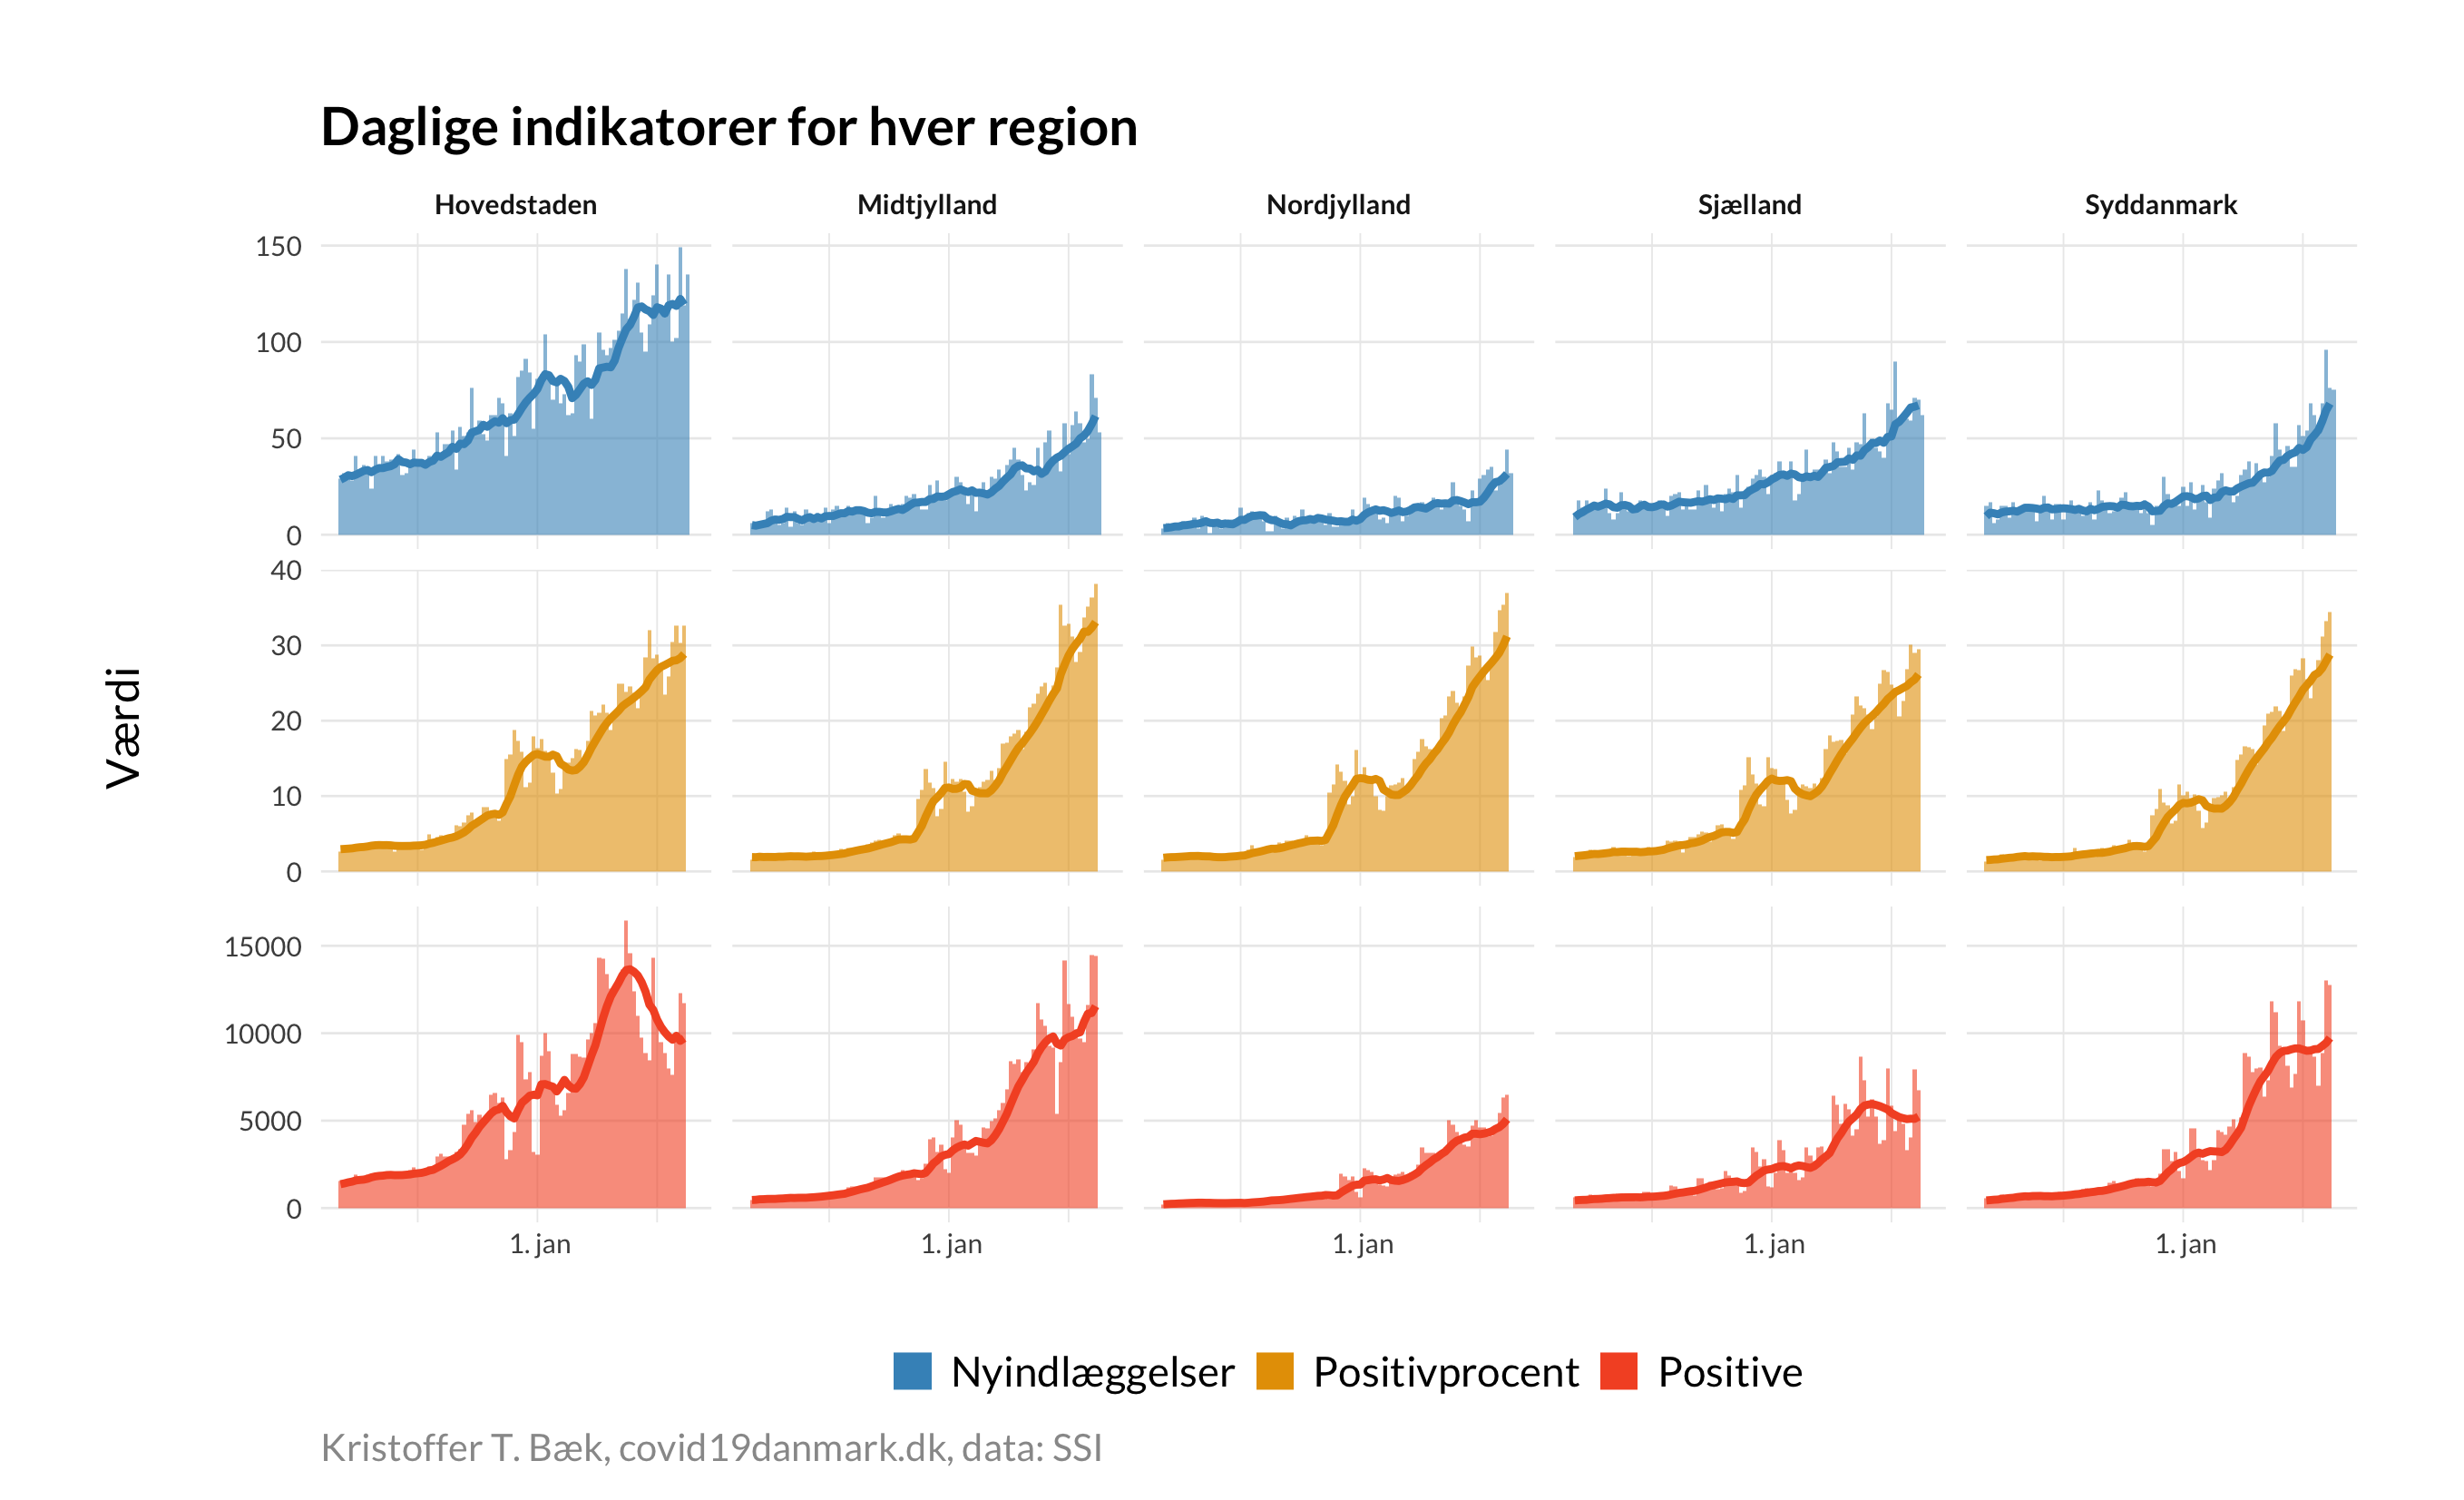 Daglige indikatorer for hver region
Hovedstaden Midtjylland Nordjylland Sjælland Syddanmark
150
100
50
0
40
30
20
10
0
Værdi
15000
10000
5000
0
1. jan 1. jan 1. jan 1. jan 1. jan
Nyindlæggelser Positivprocent Positive
Kristoffer T. Bæk, covid19danmark.dk, data: SSI